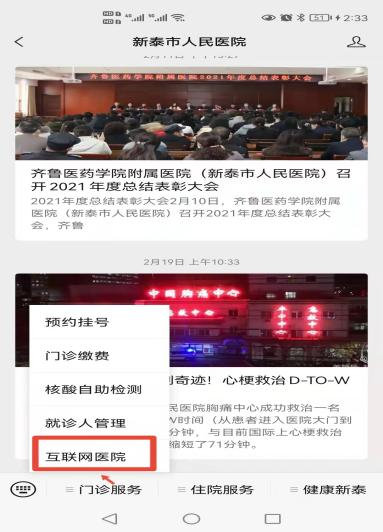 2:33
新泰市人民医院
齐鲁医药学院附属医院2021年度总结表彰大会
齐鲁医药学院附属医院（新泰市人民医院）召
开2021年度总结表彰大会
2021年度总结表彰大会2月10日，齐鲁医药学院附属
医院（新泰市人民医院）召开2021年度总结表彰大
会，齐鲁
2月19日 上午10:33
中国胸痛中心
预约挂号
门诊缴费
核酸自助检测
就诊人管理
互联网医院
奇迹！心梗救治D-TO-W
民医院胸痛中心成功救治一名
W时间（从患者进入医院大门到
分钟，与目前国际上心梗救治
缩短了71分钟。
门诊服务
住院服务
健康新泰